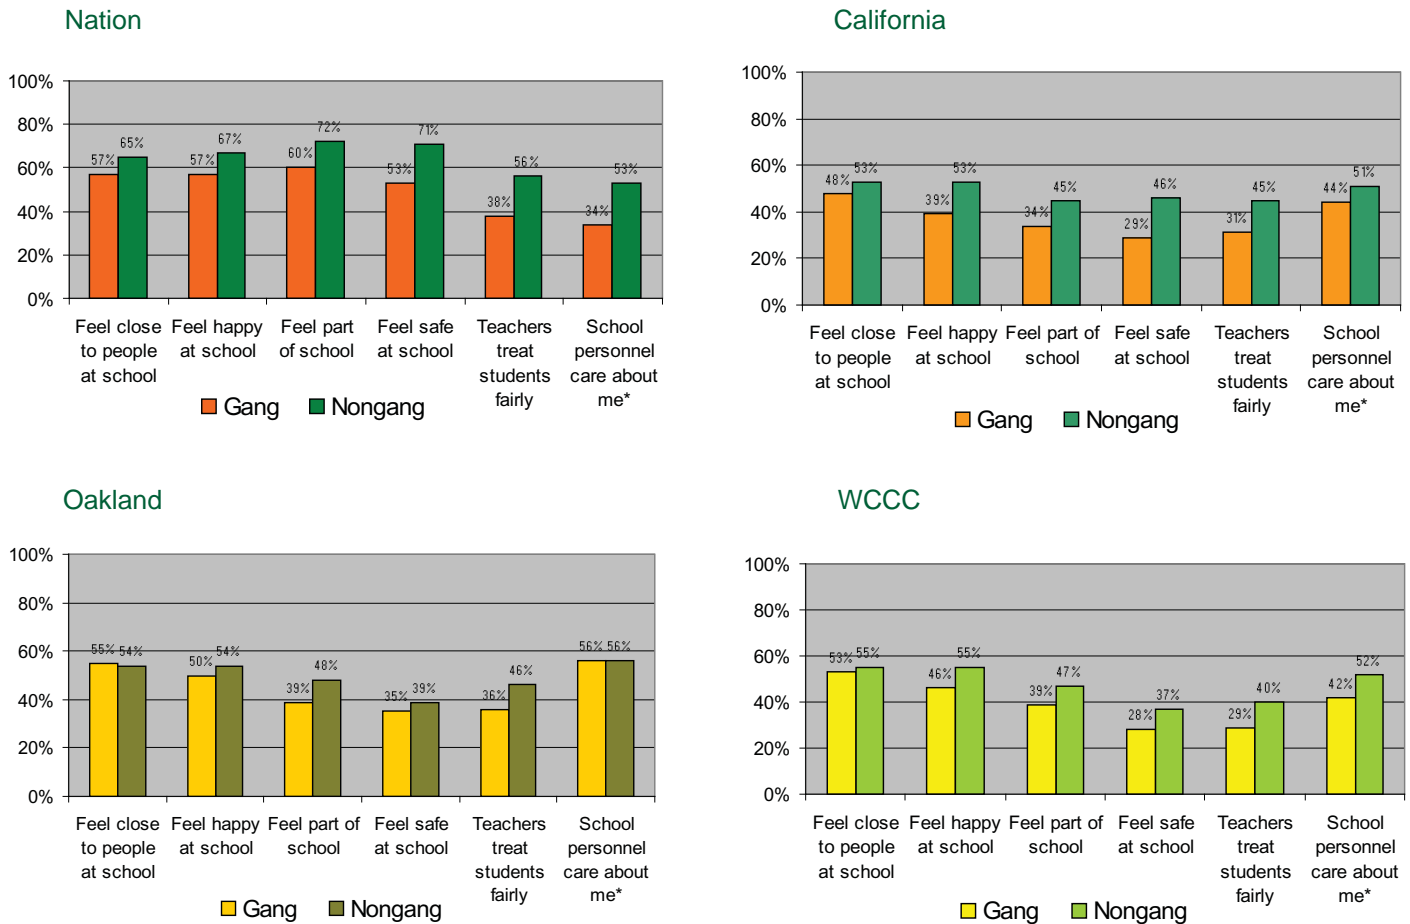 Nation
100%
80%
60%
40%
20%
0%
57% 65% 57% 67% 60% 72% 53% 71% 38% 56% 34% 53%
Feel close Feel happy Feel part Feel safe Teachers School
to people at school of school at school treat personnel
at school students care about
fairly me*
Gang Nongang
California
100%
80%
60%
40%
20%
0%
48% 53% 39% 53% 34% 45% 29% 46% 31% 45% 44% 51%
Feel close Feel happy Feel part of Feel safe Teachers School
to people at school school at school treat personnel
at school students care about
fairly me*
Gang Nongang
Oakland
100%
80%
60%
40%
20%
0%
55% 54% 50% 54% 39% 48% 35% 39% 36% 46% 56% 56%
Feel close Feel happy Feel part of Feel safe Teachers School
to people at school school at school treat personnel
at school students care about
fairly me*
Gang Nongang
WCCC
100%
80%
60%
40%
20%
0%
53% 55% 46% 55% 39% 47% 28% 37% 29% 40% 42% 52%
Feel close Feel happy Feel part of Feel safe Teachers School
to people at school school at school treat personnel
at school students care about
fairly me*
Gang Nongang